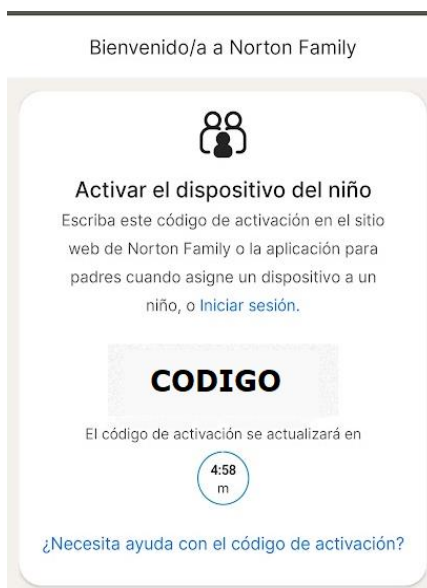 Bienvenido/a a Norton Family
Activar el dispositivo del niño
Escriba este código de activación en el sitio
web de Norton Family o la aplicación para
padres cuando asigne un dispositivo a un
niño, o Iniciar sesión.
CODIGO
El código de activación se actualizará en
4:58
m
¿Necesita ayuda con el código de activación?